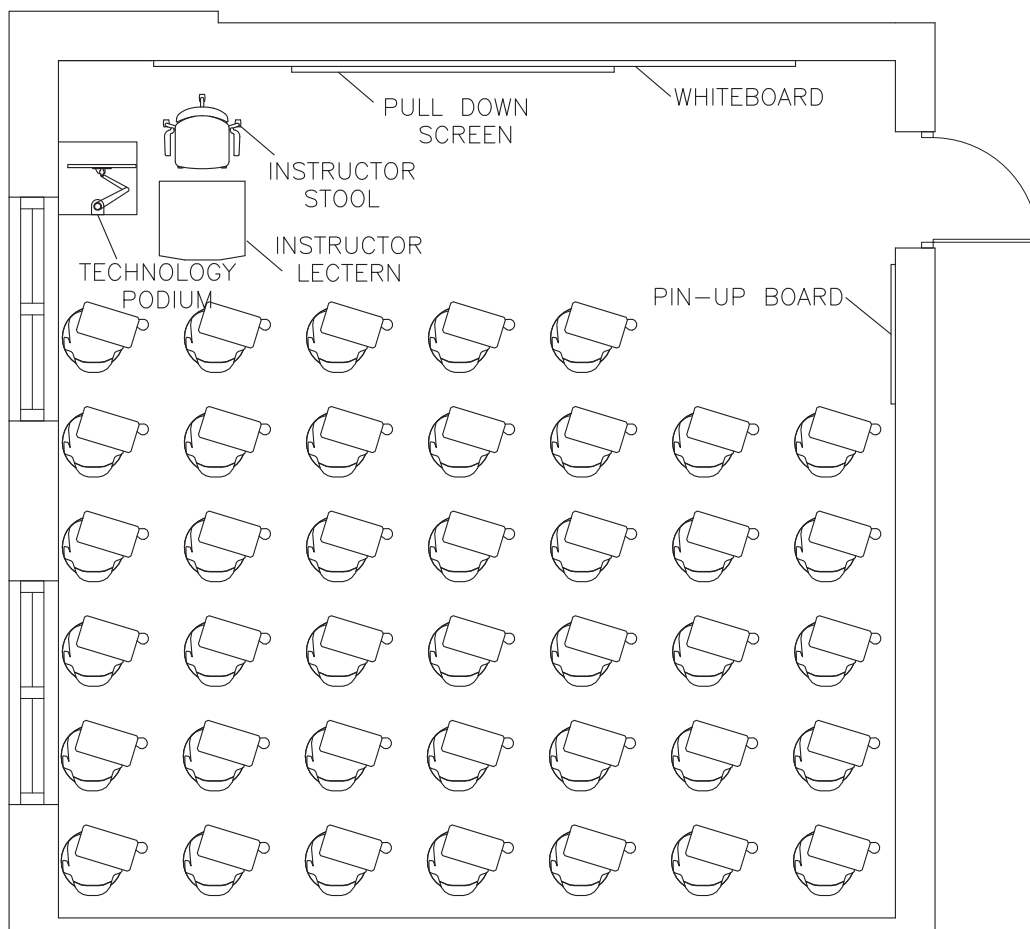 PULL DOWN
SCREEN
WHITEBOARD
INSTRUCTOR
STOOL
INSTRUCTOR
LECTERN
TECHNOLOGY
PODIUM
PIN-UP BOARD